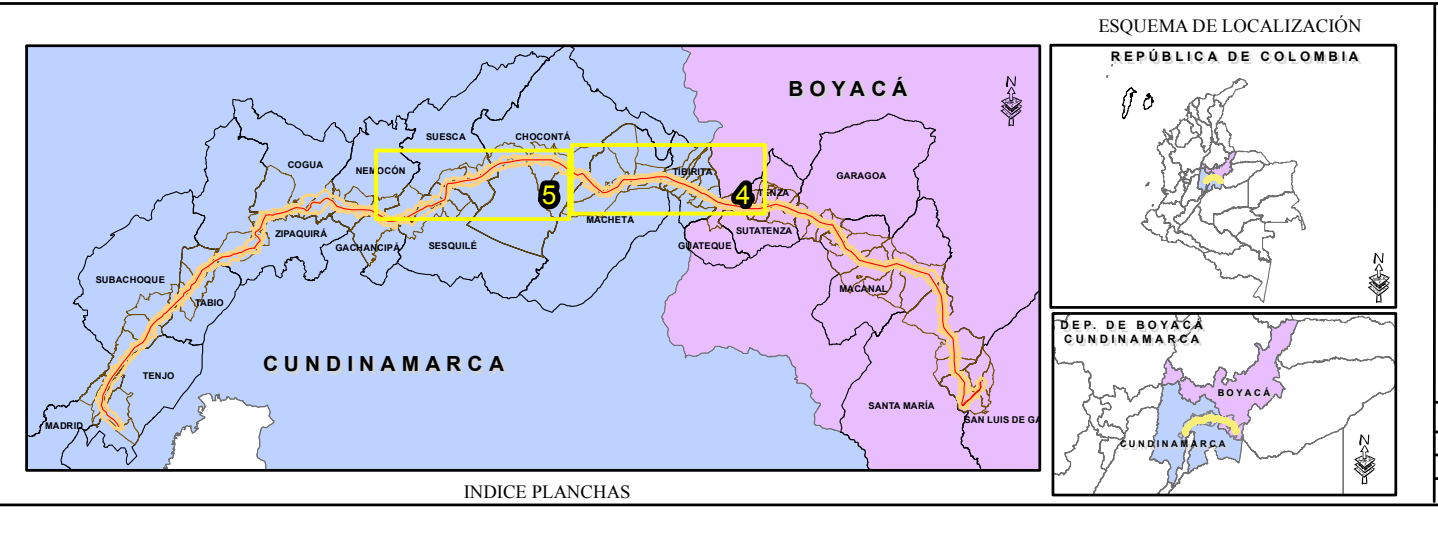 ESQUEMA DE LOCALIZACIÓN
REPÚBLICA DE COLOMBIA
N
BOYACÁ
N
SUESCA
CHOCONTÁ
COGUA
NEMOCÓN
TIBIRITA
GARAGOA
5
4
MACHETA
ZIPAQUIRÁ
GACHANCIPÁ
SESQUILÉ
GUATEQUE
SUTATENZA
SUBACHOQUE
TABIO
MACANAL
N
CUNDINAMARCA
TENJO
SANTA MARÍA
MADRID
SAN LUIS DE GA
DEP. DE BOYACÁ
CUNDINAMARCA
BOYACÁ
CUNDINAMARCA
N
INDICE PLANCHAS